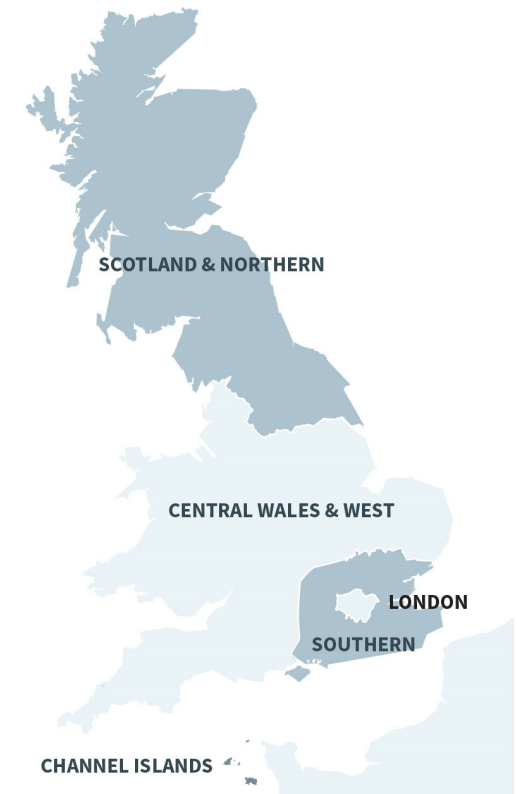 SCOTLAND & NORTHERN
CENTRAL WALES & WEST
LONDON
SOUTHERN
CHANNEL ISLANDS